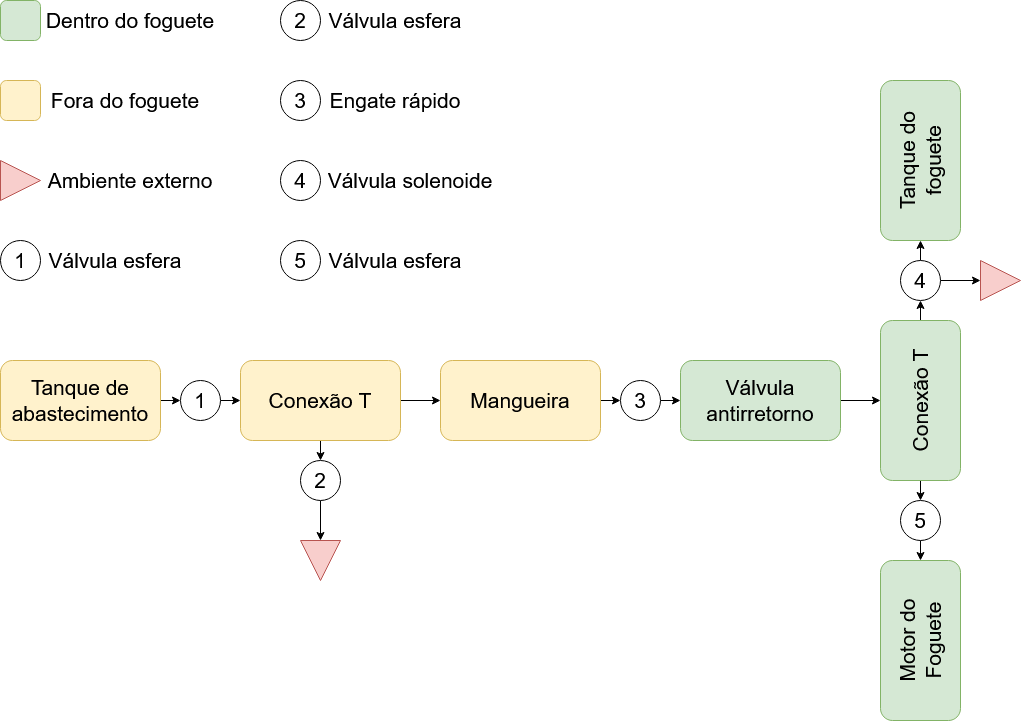 Dentro do foguete
2 Válvula esfera
Fora do foguete
3 Engate rápido
Ambiente externo
4 Válvula solenoide
1 Válvula esfera
5 Válvula esfera
Tanque de
abastecimento
1
Conexão T
2
Mangueira
3
Válvula
antirretorno
Conexão T
4
Tanque do
foguete
5
Motor do
Foguete